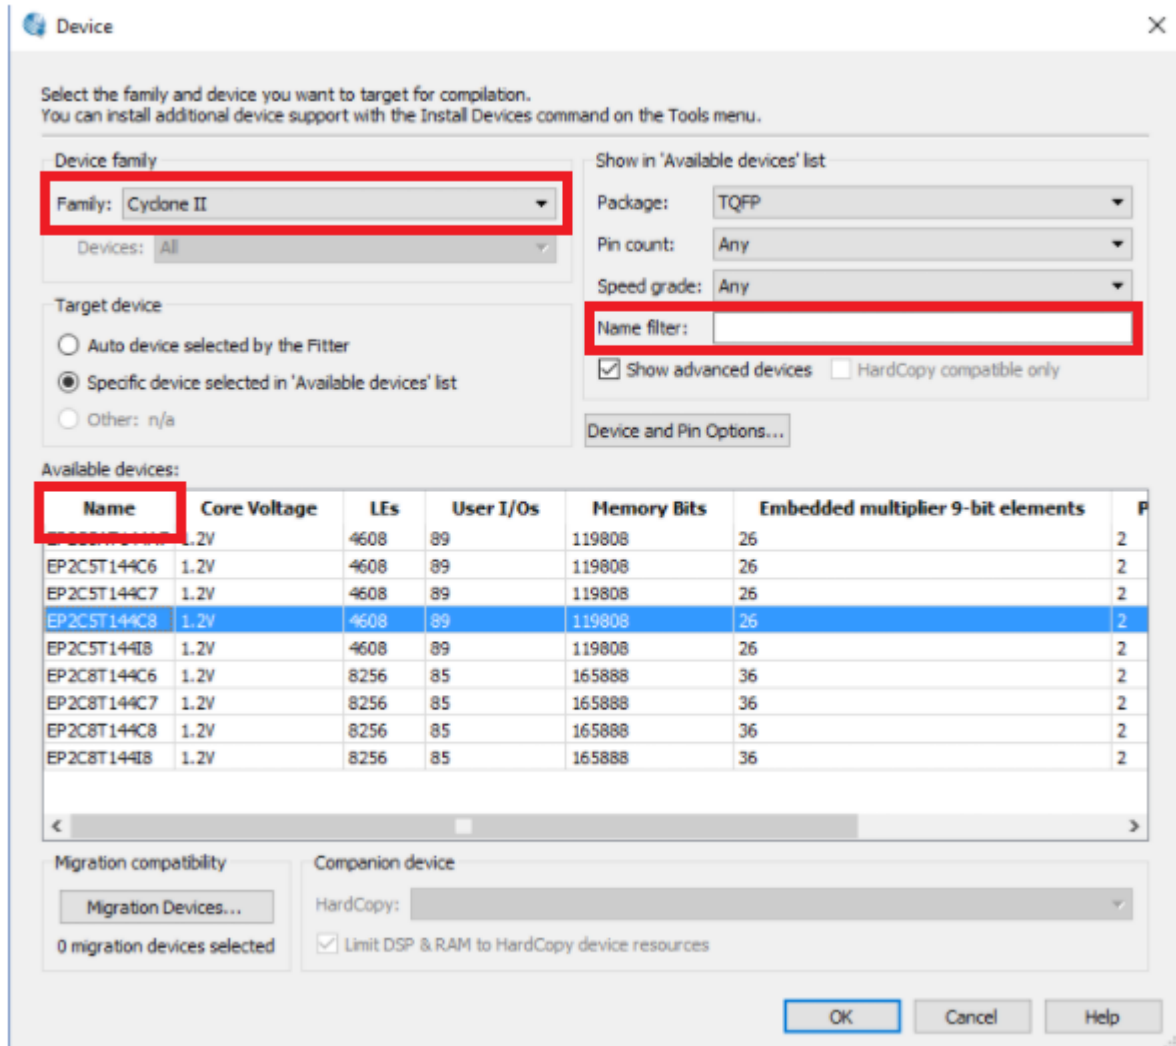 Device
Select the family and device you want to target for compilation.
You can install additional device support with the Install Devices command on the Tools menu.
Device family
Family: Cyclone II
Devices: All
Show in 'Available devices' list
Package: TQFP
Pin count: Any
Speed grade: Any
Name filter:
Show advanced devices HardCopy compatible only
Target device
Auto device selected by the Fitter
Specific device selected in 'Available devices' list
Other: n/a
Device and Pin Options...
Available devices:
Name Core Voltage LEs User I/Os Memory Bits Embedded multiplier 9-bit elements P
1.2V 4608 89 119808 26 2
EP2C5T144C6 1.2V 4608 89 119808 26 2
EP2C5T144C7 1.2V 4608 89 119808 26 2
EP2C5T144C8 1.2V 4608 89 119808 26 2
EP2C5T144I8 1.2V 4608 89 119808 26 2
EP2C8T144C6 1.2V 8256 85 165888 36 2
EP2C8T144C7 1.2V 8256 85 165888 36 2
EP2C8T144C8 1.2V 8256 85 165888 36 2
EP2C8T144I8 1.2V 8256 85 165888 36 2
Migration compatibility
Migration Devices...
0 migration devices selected
Companion device
HardCopy:
Limit DSP & RAM to HardCopy device resources
OK Cancel Help